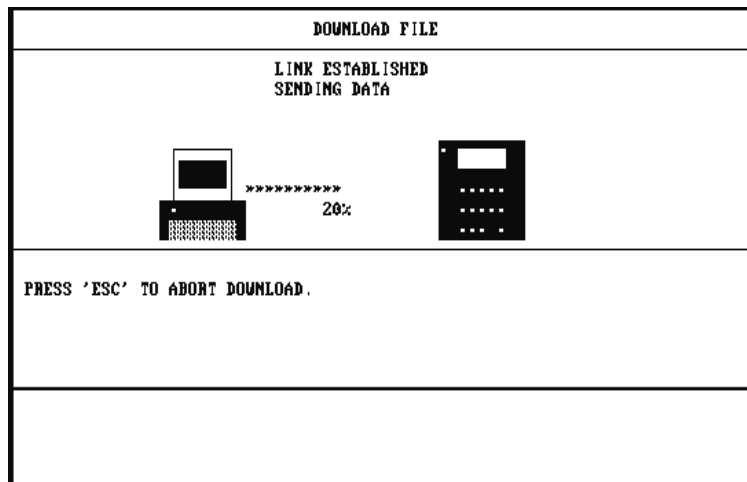 DOWNLOAD FILE
LINK ESTABLISHED
SENDING DATA
»»»»»»»»»»
20%
PRESS 'ESC' TO ABORT DOWNLOAD.